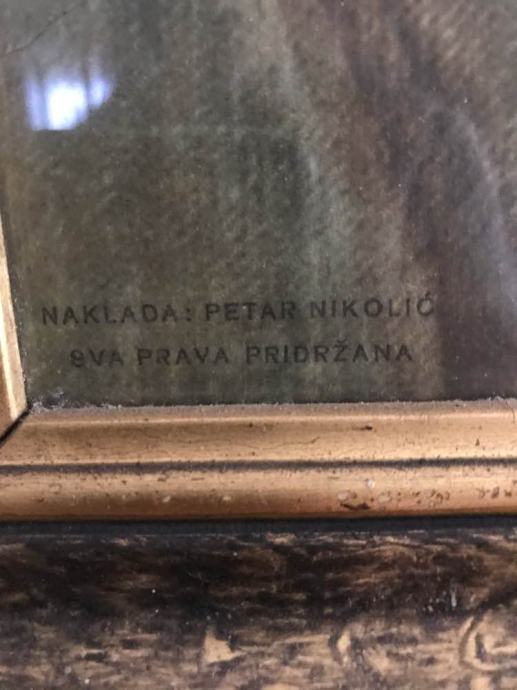 NAKLADA: PETAR NIKOLIĆ
SVA PRAVA PRIDRŽANA